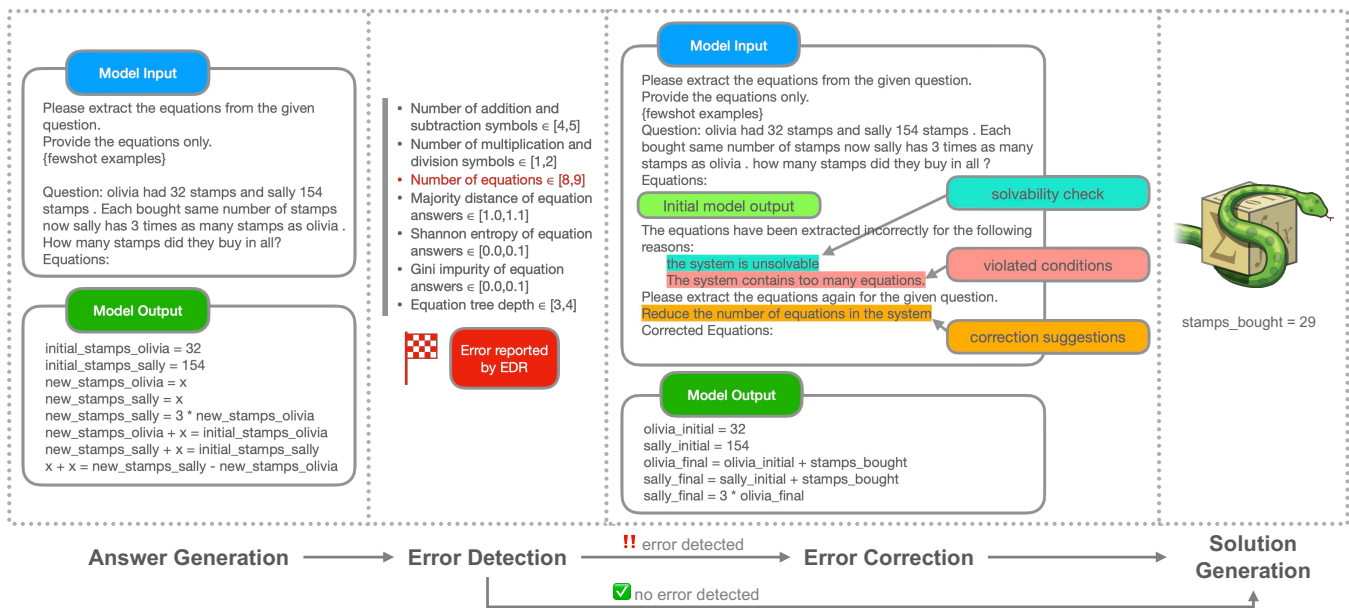 Model Input
Please extract the equations from the given
question.
Provide the equations only.
{fewshot examples}
Question: olivia had 32 stamps and sally 154
stamps . Each bought same number of stamps
now sally has 3 times as many stamps as olivia .
How many stamps did they buy in all?
Equations:
Model Output
initial_stamps_olivia = 32
initial_stamps_sally = 154
new_stamps_olivia = x
new_stamps_sally = x
new_stamps_sally = 3 * new_stamps_olivia
new_stamps_olivia + x = initial_stamps_olivia
new_stamps_sally + x = initial_stamps_sally
x + x = new_stamps_sally - new_stamps_olivia
• Number of addition and
subtraction symbols ∈ [4,5]
• Number of multiplication and
division symbols ∈ [1,2]
• Number of equations ∈ [8,9]
• Majority distance of equation
answers ∈ [1.0,1.1]
• Shannon entropy of equation
answers ∈ [0.0,0.1]
• Gini impurity of equation
answers ∈ [0.0,0.1]
• Equation tree depth ∈ [3,4]
Error reported
by EDR
Model Input
Please extract the equations from the given question.
Provide the equations only.
{fewshot examples}
Question: olivia had 32 stamps and sally 154 stamps . Each
bought same number of stamps now sally has 3 times as many
stamps as olivia . how many stamps did they buy in all ?
Equations:
Initial model output
The equations have been extracted incorrectly for the following
reasons:
the system is unsolvable
The system contains too many equations.
Please extract the equations again for the given question.
Reduce the number of equations in the system
Corrected Equations:
solvability check
violated conditions
correction suggestions
Model Output
olivia_initial = 32
sally_initial = 154
olivia_final = olivia_initial + stamps_bought
sally_final = sally_initial + stamps_bought
sally_final = 3 * olivia_final
stamps_bought = 29
Answer Generation
Error Detection
!! error detected
Error Correction
Solution
Generation
✅ no error detected